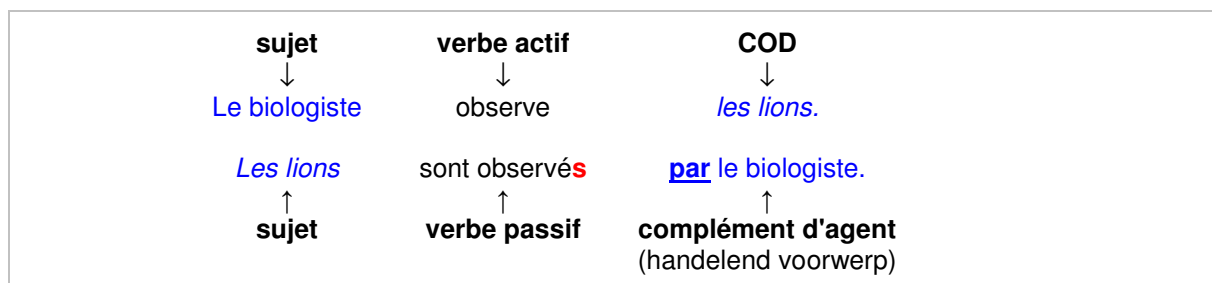 sujet verbe actif COD
↓ ↓ ↓
Le biologiste observe les lions.
Les lions sont observés par le biologiste.
↑ ↑ ↑
sujet verbe passif complément d'agent
(handelend voorwerp)